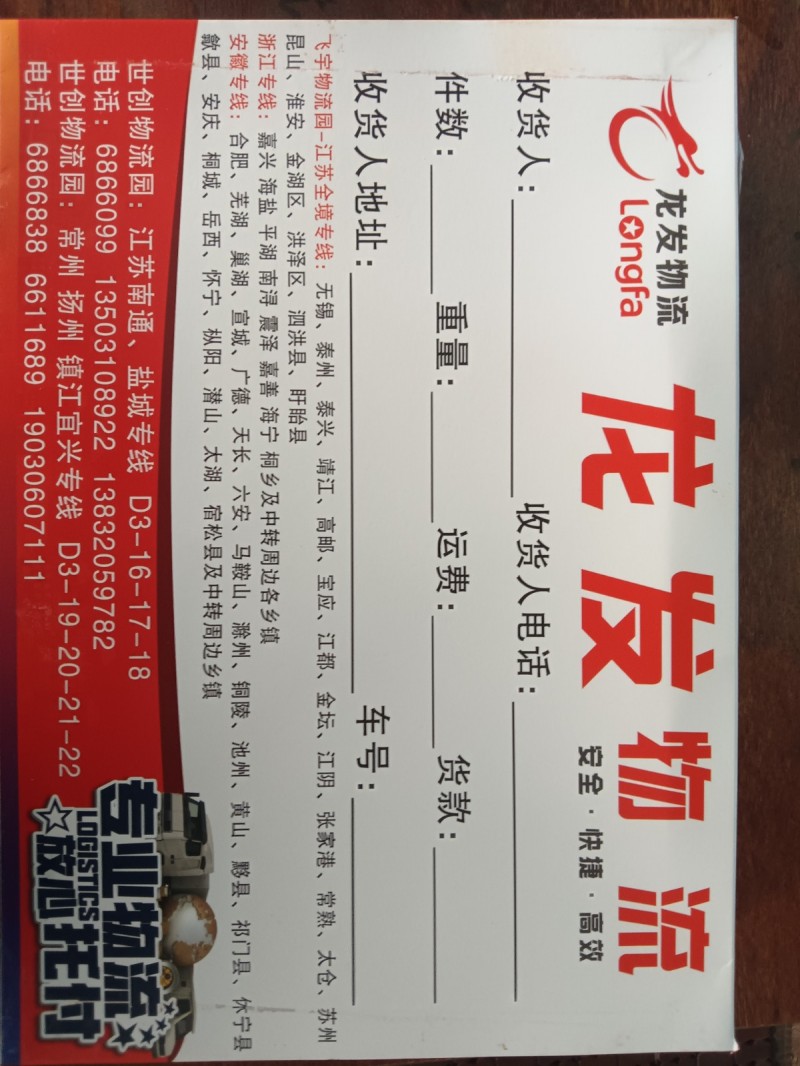 龙发物流
Longfa
龙发物流
安全·快捷·高效
收货人: 收货人电话:
件数: 重量: 运费: 货款:
收货人地址: 车号:
飞宇物流园-江苏全境专线: 无锡、泰州、泰兴、靖江、高邮、宝应、江都、金坛、江阴、张家港、常熟、太仓、苏州
昆山、淮安、金湖区、洪泽区、泗洪县、盱眙县
浙江专线: 嘉兴 海盐 平湖 南浔 震泽 嘉善 海宁 桐乡及中转周边各乡镇
安徽专线: 合肥、芜湖、巢湖、宣城、广德、天长、六安、马鞍山、滁州、铜陵、池州、黄山、黟县、祁门县、休宁县
歙县、安庆、桐城、岳西、怀宁、枞阳、潜山、太湖、宿松县及中转周边乡镇
世创物流园: 江苏南通、盐城专线 D3-16-17-18
电话: 6866099 13503108922 13832059782
世创物流园: 常州 扬州 镇江宜兴专线 D3-19-20-21-22
电话: 6866838 6611689 19030607111
专业物流
LOGISTICS
放心托付